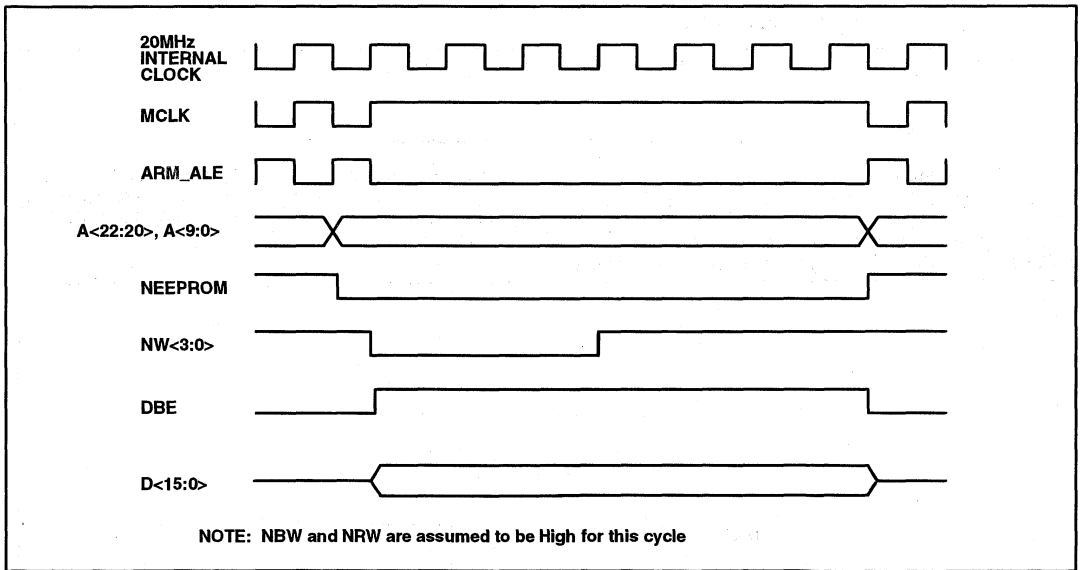 20MHz
INTERNAL
CLOCK
MCLK
ARM_ALE
A<22:20>, A<9:0>
NEEPROM
NW<3:0>
DBE
D<15:0>
NOTE: NBW and NRW are assumed to be High for this cycle